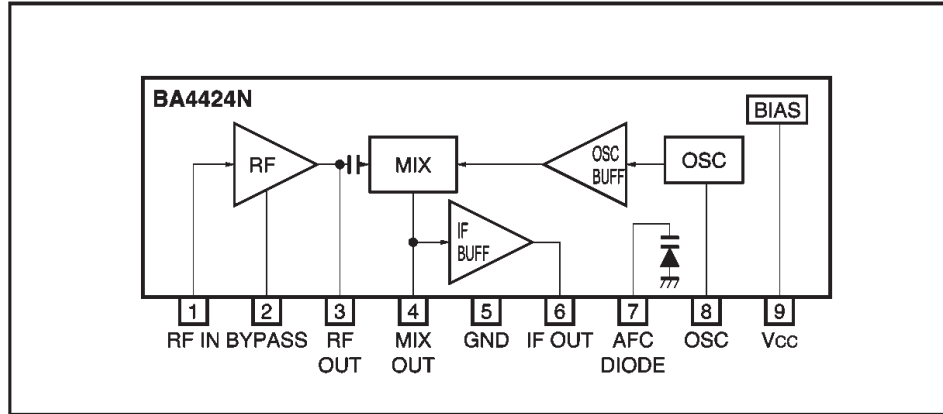 BA4424N
BIAS
RF
MIX
OSC
BUFF
OSC
IF
BUFF
1 2 3 4 5 6 7 8 9
RF IN BYPASS RF OUT MIX OUT GND IF OUT AFC DIODE OSC Vcc